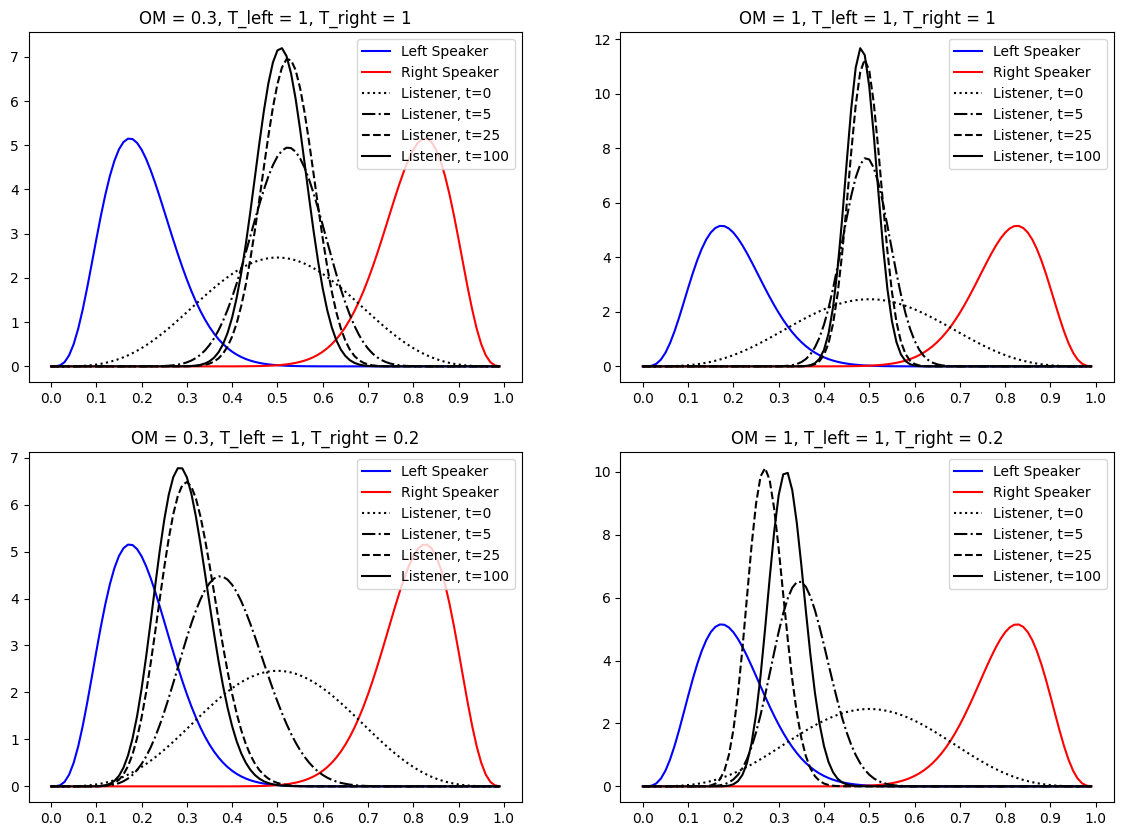 OM = 0.3, T_left = 1, T_right = 1
7
6
5
4
3
2
1
0
0.0 0.1 0.2 0.3 0.4 0.5 0.6 0.7 0.8 0.9 1.0
Left Speaker
Right Speaker
Listener, t=0
Listener, t=5
Listener, t=25
Listener, t=100
OM = 1, T_left = 1, T_right = 1
12
10
8
6
4
2
0
0.0 0.1 0.2 0.3 0.4 0.5 0.6 0.7 0.8 0.9 1.0
Left Speaker
Right Speaker
Listener, t=0
Listener, t=5
Listener, t=25
Listener, t=100
OM = 0.3, T_left = 1, T_right = 0.2
7
6
5
4
3
2
1
0
0.0 0.1 0.2 0.3 0.4 0.5 0.6 0.7 0.8 0.9 1.0
Left Speaker
Right Speaker
Listener, t=0
Listener, t=5
Listener, t=25
Listener, t=100
OM = 1, T_left = 1, T_right = 0.2
10
8
6
4
2
0
0.0 0.1 0.2 0.3 0.4 0.5 0.6 0.7 0.8 0.9 1.0
Left Speaker
Right Speaker
Listener, t=0
Listener, t=5
Listener, t=25
Listener, t=100